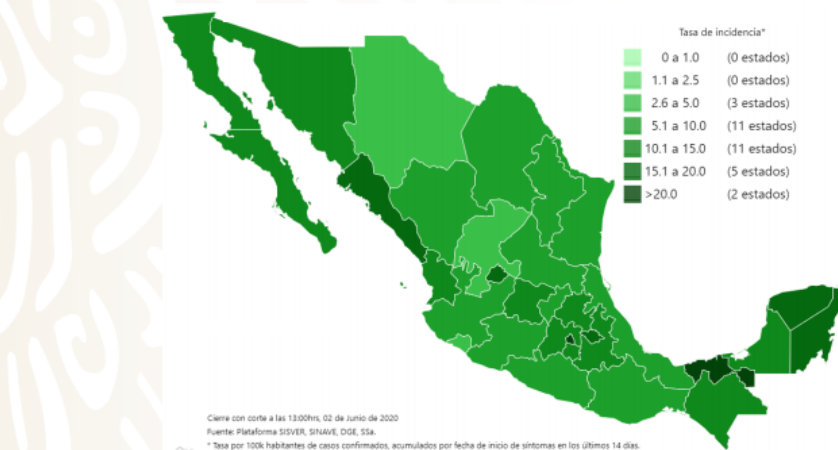 Tasa de incidencia*
0 a 1.0 (0 estados)
1.1 a 2.5 (0 estados)
2.6 a 5.0 (3 estados)
5.1 a 10.0 (11 estados)
10.1 a 15.0 (11 estados)
15.1 a 20.0 (5 estados)
>20.0 (2 estados)
Cierre con corte a las 13:00hrs, 02 de Junio de 2020
Fuente: Plataforma SISVER, SINAVE, DGE, SSa.
* Tasa por 100k habitantes de casos confirmados, acumulados por fecha de inicio de síntomas en los últimos 14 días.